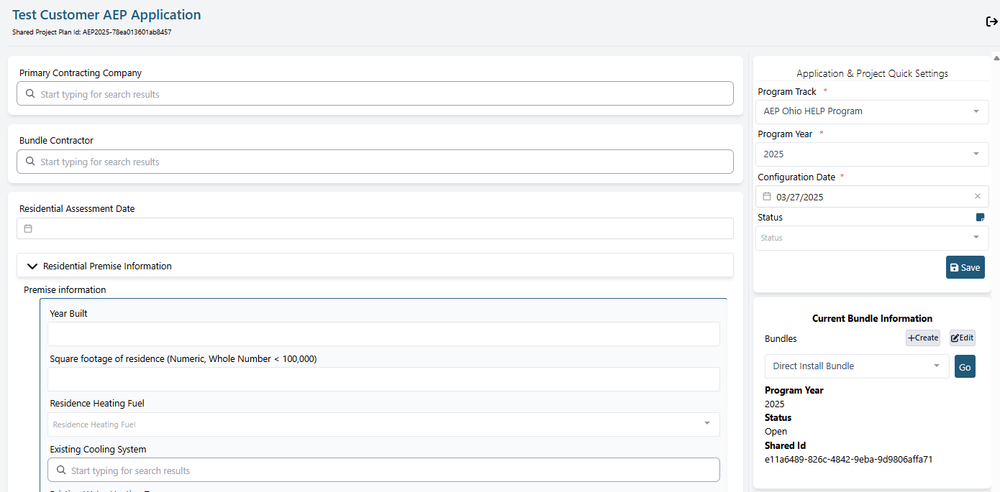 Test Customer AEP Application
Shared Project Plan Id: AEP2025-78ea013601ab8457
Primary Contracting Company
Start typing for search results
Bundle Contractor
Start typing for search results
Residential Assessment Date
Residential Premise Information
Premise information
Year Built
Square footage of residence (Numeric, Whole Number < 100,000)
Residence Heating Fuel
Residence Heating Fuel
Existing Cooling System
Start typing for search results
Application & Project Quick Settings
Program Track *
AEP Ohio HELP Program
Program Year *
2025
Configuration Date *
03/27/2025
Status
Status
Save
Current Bundle Information
Bundles
+Create
Edit
Direct Install Bundle
Go
Program Year
2025
Status
Open
Shared Id
e11a6489-826c-4842-9eba-9d9806affa71